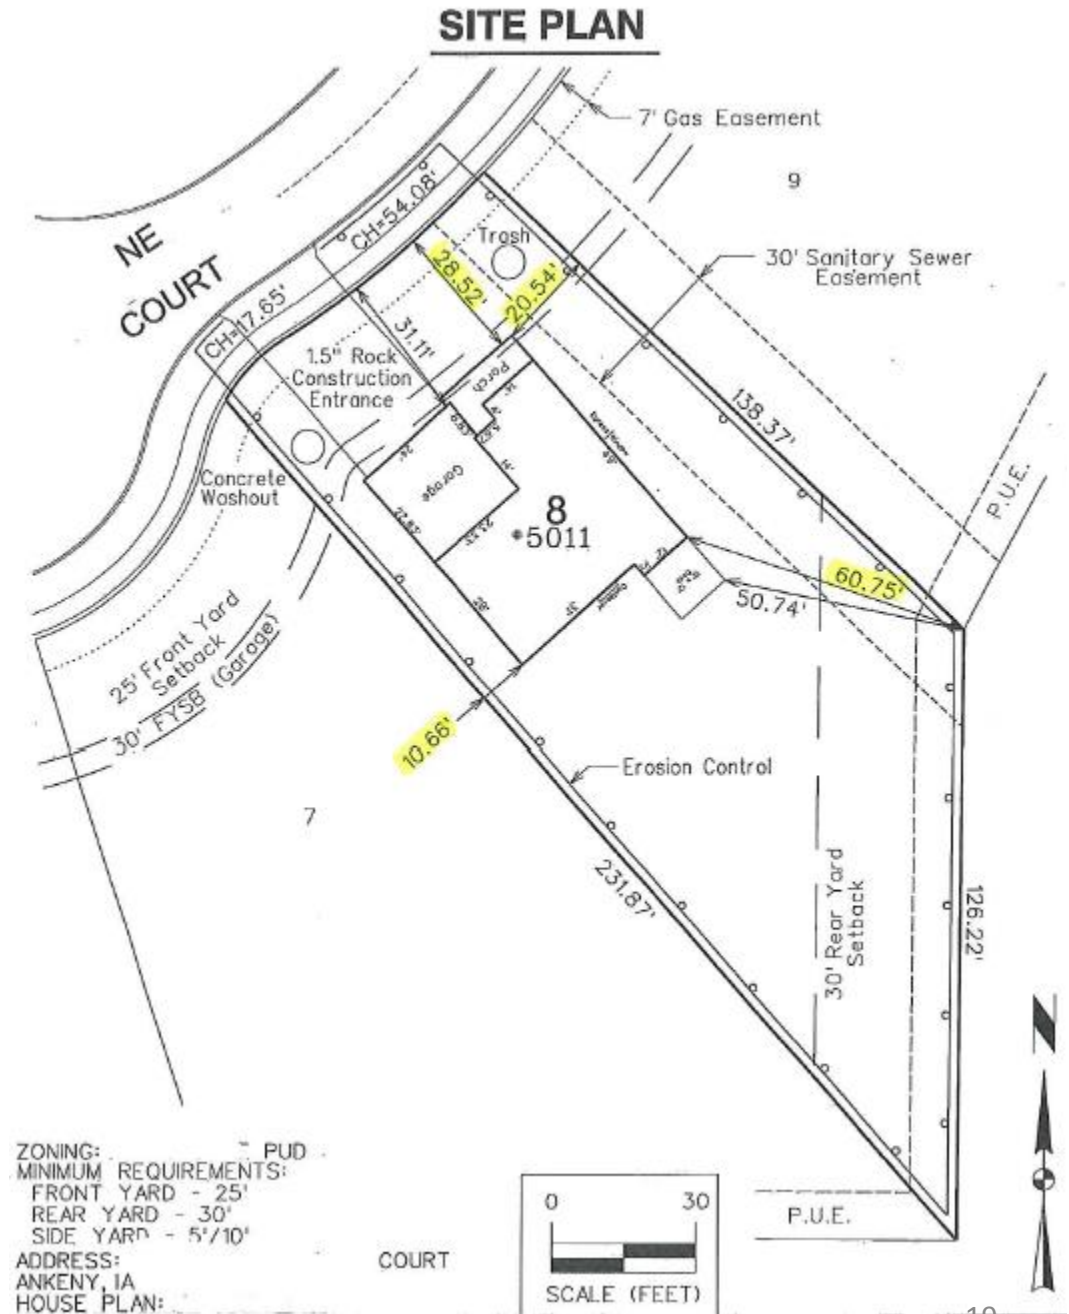 SITE PLAN
7' Gas Easement
9
NE
COURT
CH=54.08'
CH=17.65'
Trash
28.52'
20.54'
30' Sanitary Sewer
Easement
31.11'
1.5" Rock
Construction
Entrance
Porch
138.37'
P.U.E.
Concrete
Washout
Garage
8
5011
60.75'
50.74'
25' Front Yard
Setback
30' FYSB (Garage)
10.66'
Erosion Control
7
231.87'
30' Rear Yard
Setback
126.22'
N
ZONING: PUD
MINIMUM REQUIREMENTS:
FRONT YARD - 25'
REAR YARD - 30'
SIDE YARD - 5'/10'
ADDRESS: COURT
ANKENY, IA
HOUSE PLAN:
0 30
SCALE (FEET)
P.U.E.